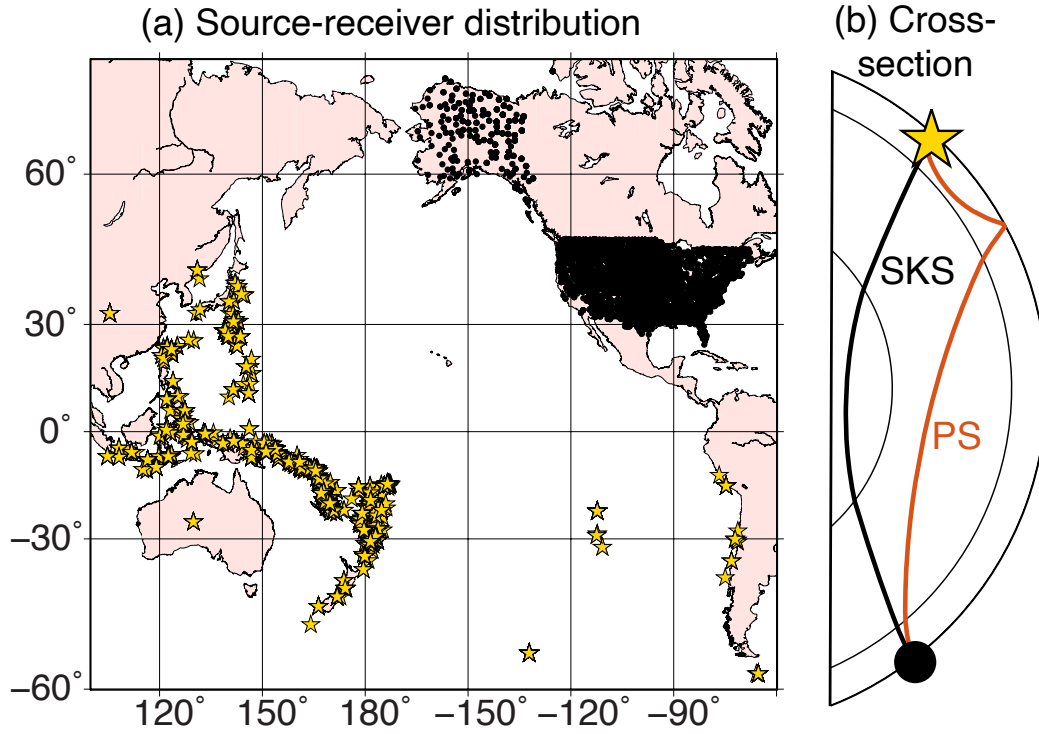 (a) Source-receiver distribution
(b) Cross-
section
60˚
30˚
0˚
−30˚
−60˚
120˚ 150˚ 180˚ −150˚ −120˚ −90˚
SKS
PS